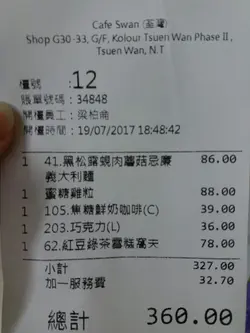 Cafe Swan (荃灣)
Shop G30-33, G/F, Kolour Tsuen Wan Phase II ,
Tsuen Wan, N.T
檯號 :12
賬單號碼 : 34848
開檯員工 : 梁柏喃
開檯時間 : 19/07/2017 18:48:42
1 41.黑松露蜆肉蘑菇忌廉 86.00
義大利麵
1 蜜糖雞粒 88.00
1 105.焦糖鮮奶咖啡(C) 39.00
1 203.巧克力(L) 36.00
1 62.紅豆綠茶雪糕窩夫 78.00
小計 327.00
加一服務費 32.70
總計 360.00